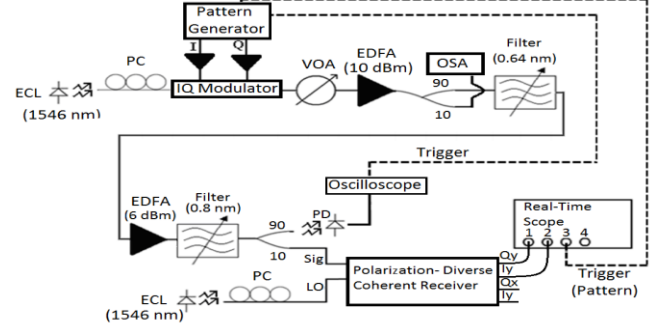 Pattern
Generator
I Q
PC
ECL
(1546 nm)
IQ Modulator
VOA
EDFA
(10 dBm)
OSA
90
10
Filter
(0.64 nm)
Trigger
Oscilloscope
EDFA
(6 dBm)
Filter
(0.8 nm)
90
10
PD
Sig
LO
PC
ECL
(1546 nm)
Polarization- Diverse
Coherent Receiver
Qy
Iy
Qx
Iy
Real-Time
Scope
1 2 3 4
Trigger
(Pattern)